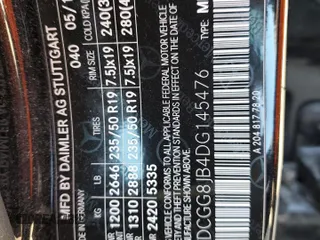 MFD BY DAIMLER AG STUTTGART
040 05/1
RIM SIZE COLD KPA
TIRES
KG LB
1200 2646 235/50 R19 7.5Jx19 240(3
1310 2888 235/50 R19 7.5Jx19 280(4
2420 5335
THIS VEHICLE CONFORMS TO ALL APPLICABLE FEDERAL MOTOR VEHICLE
STANDARDS IN EFFECT ON THE DATE OF
MANUFACTURE SHOWN ABOVE.
DCGG8JB4DG145476 TYPE: M
A 204 817 78 20